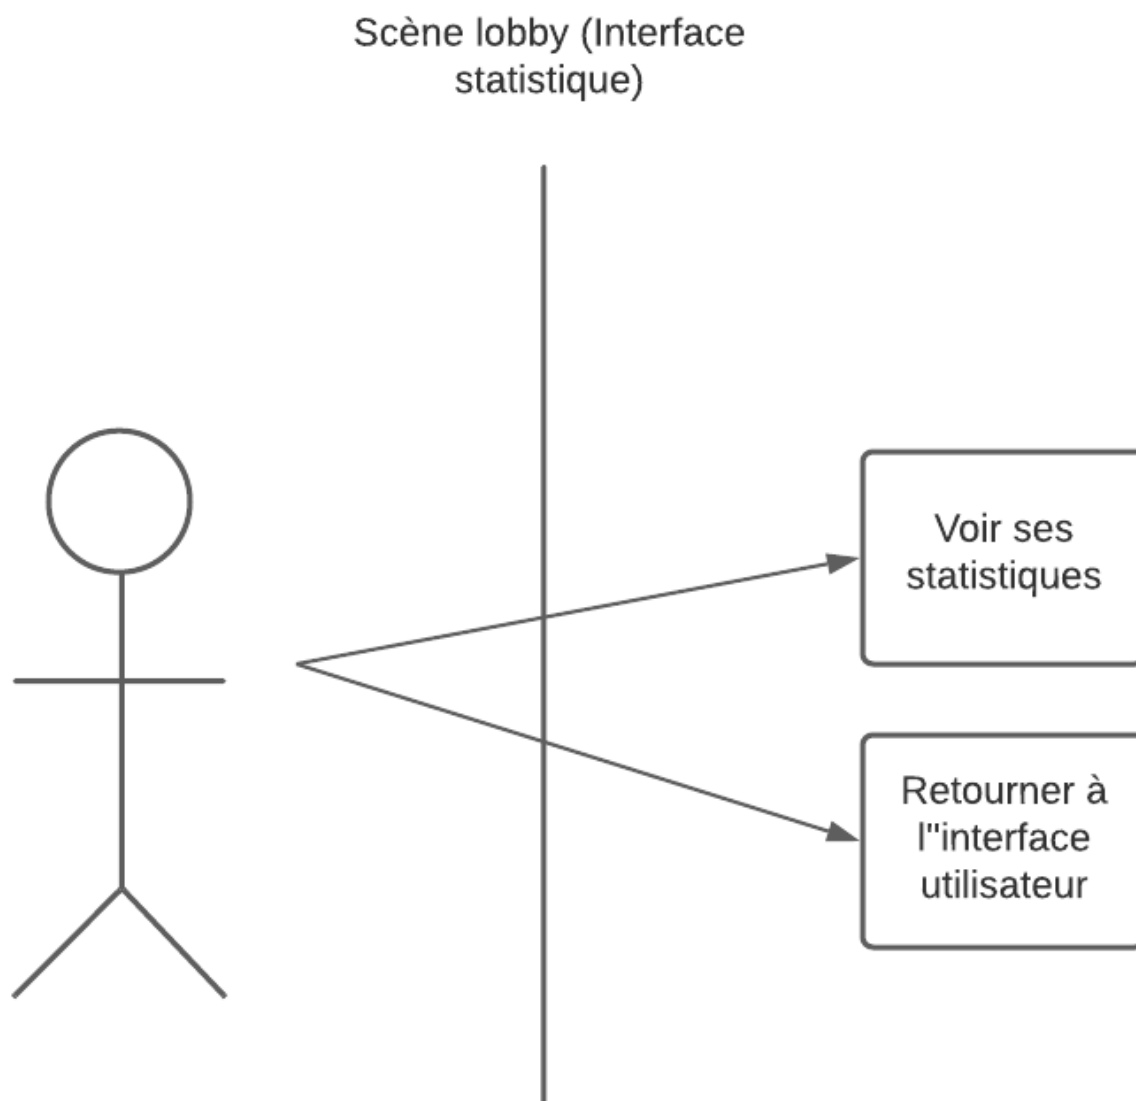 Scène lobby (Interface
statistique)
Voir ses
statistiques
Retourner à
l"interface
utilisateur